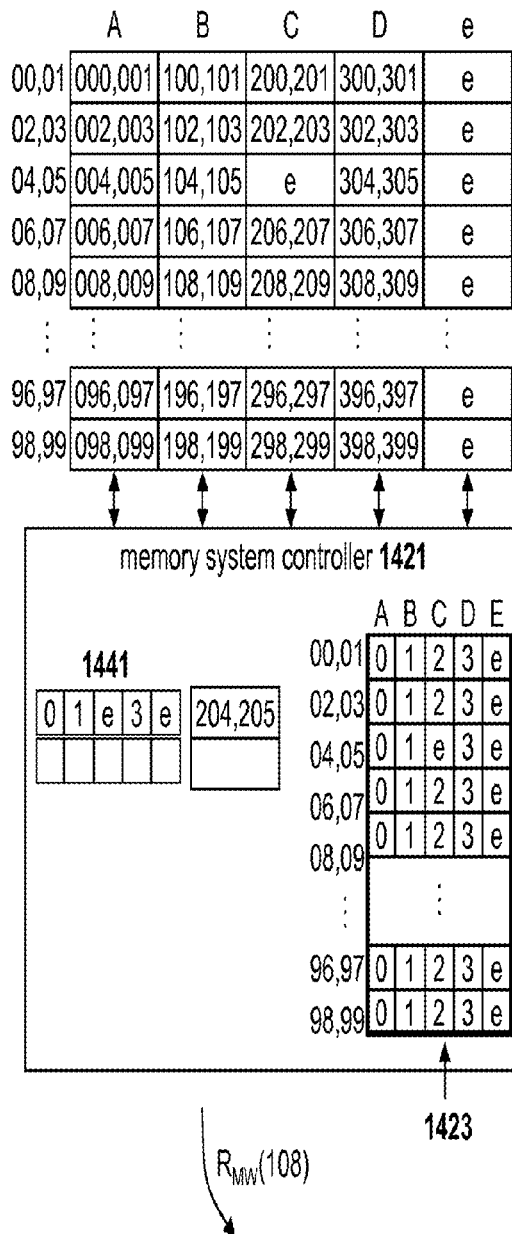 A B C D e
00,01 000,001 100,101 200,201 300,301 e
02,03 002,003 102,103 202,203 302,303 e
04,05 004,005 104,105 e 304,305 e
06,07 006,007 106,107 206,207 306,307 e
08,09 008,009 108,109 208,209 308,309 e
96,97 096,097 196,197 296,297 396,397 e
98,99 098,099 198,199 298,299 398,399 e
memory system controller 1421
A B C D E
1441
0 1 e 3 e 204,205
00,01 0 1 2 3 e
02,03 0 1 2 3 e
04,05 0 1 e 3 e
06,07 0 1 2 3 e
08,09 0 1 2 3 e
96,97 0 1 2 3 e
98,99 0 1 2 3 e
1423
RMW(108)